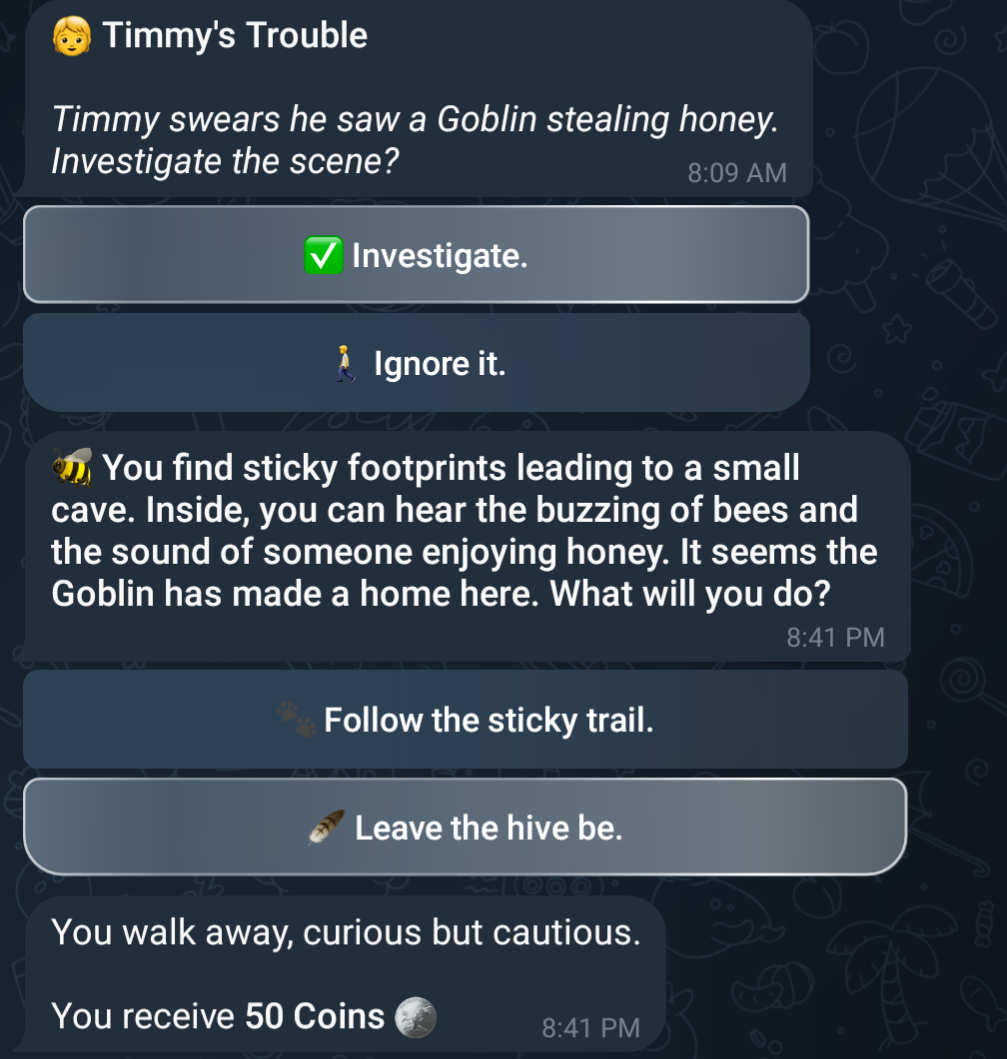 Timmy's Trouble
Timmy swears he saw a Goblin stealing honey.
Investigate the scene?
8:09 AM
Investigate.
Ignore it.
You find sticky footprints leading to a small
cave. Inside, you can hear the buzzing of bees and
the sound of someone enjoying honey. It seems the
Goblin has made a home here. What will you do?
8:41 PM
Follow the sticky trail.
Leave the hive be.
You walk away, curious but cautious.
You receive 50 Coins
8:41 PM